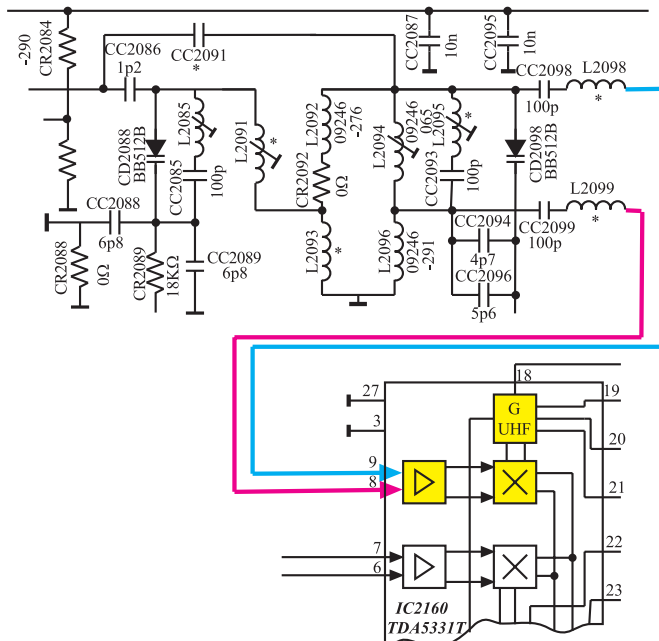 -290
CR2084
CC2086
1p2
CC2091
*
CC2087
10n
CC2095
10n
CC2098
100p
L2098
*
CD2088
BB512B
L2085
CC2085
100p
L2091
*
L2092
09246
-276
CR2092
0Ω
L2093
*
L2094
09246
065
L2095
*
CC2093
100p
CD2098
BB512B
L2099
*
CC2099
100p
CC2088
6p8
CR2088
0Ω
CR2089
18KΩ
CC2089
6p8
L2096
09246
-291
CC2094
4p7
CC2096
5p6
18
27
3
G
UHF
19
20
9
8
21
7
6
22
23
IC2160
TDA5331T